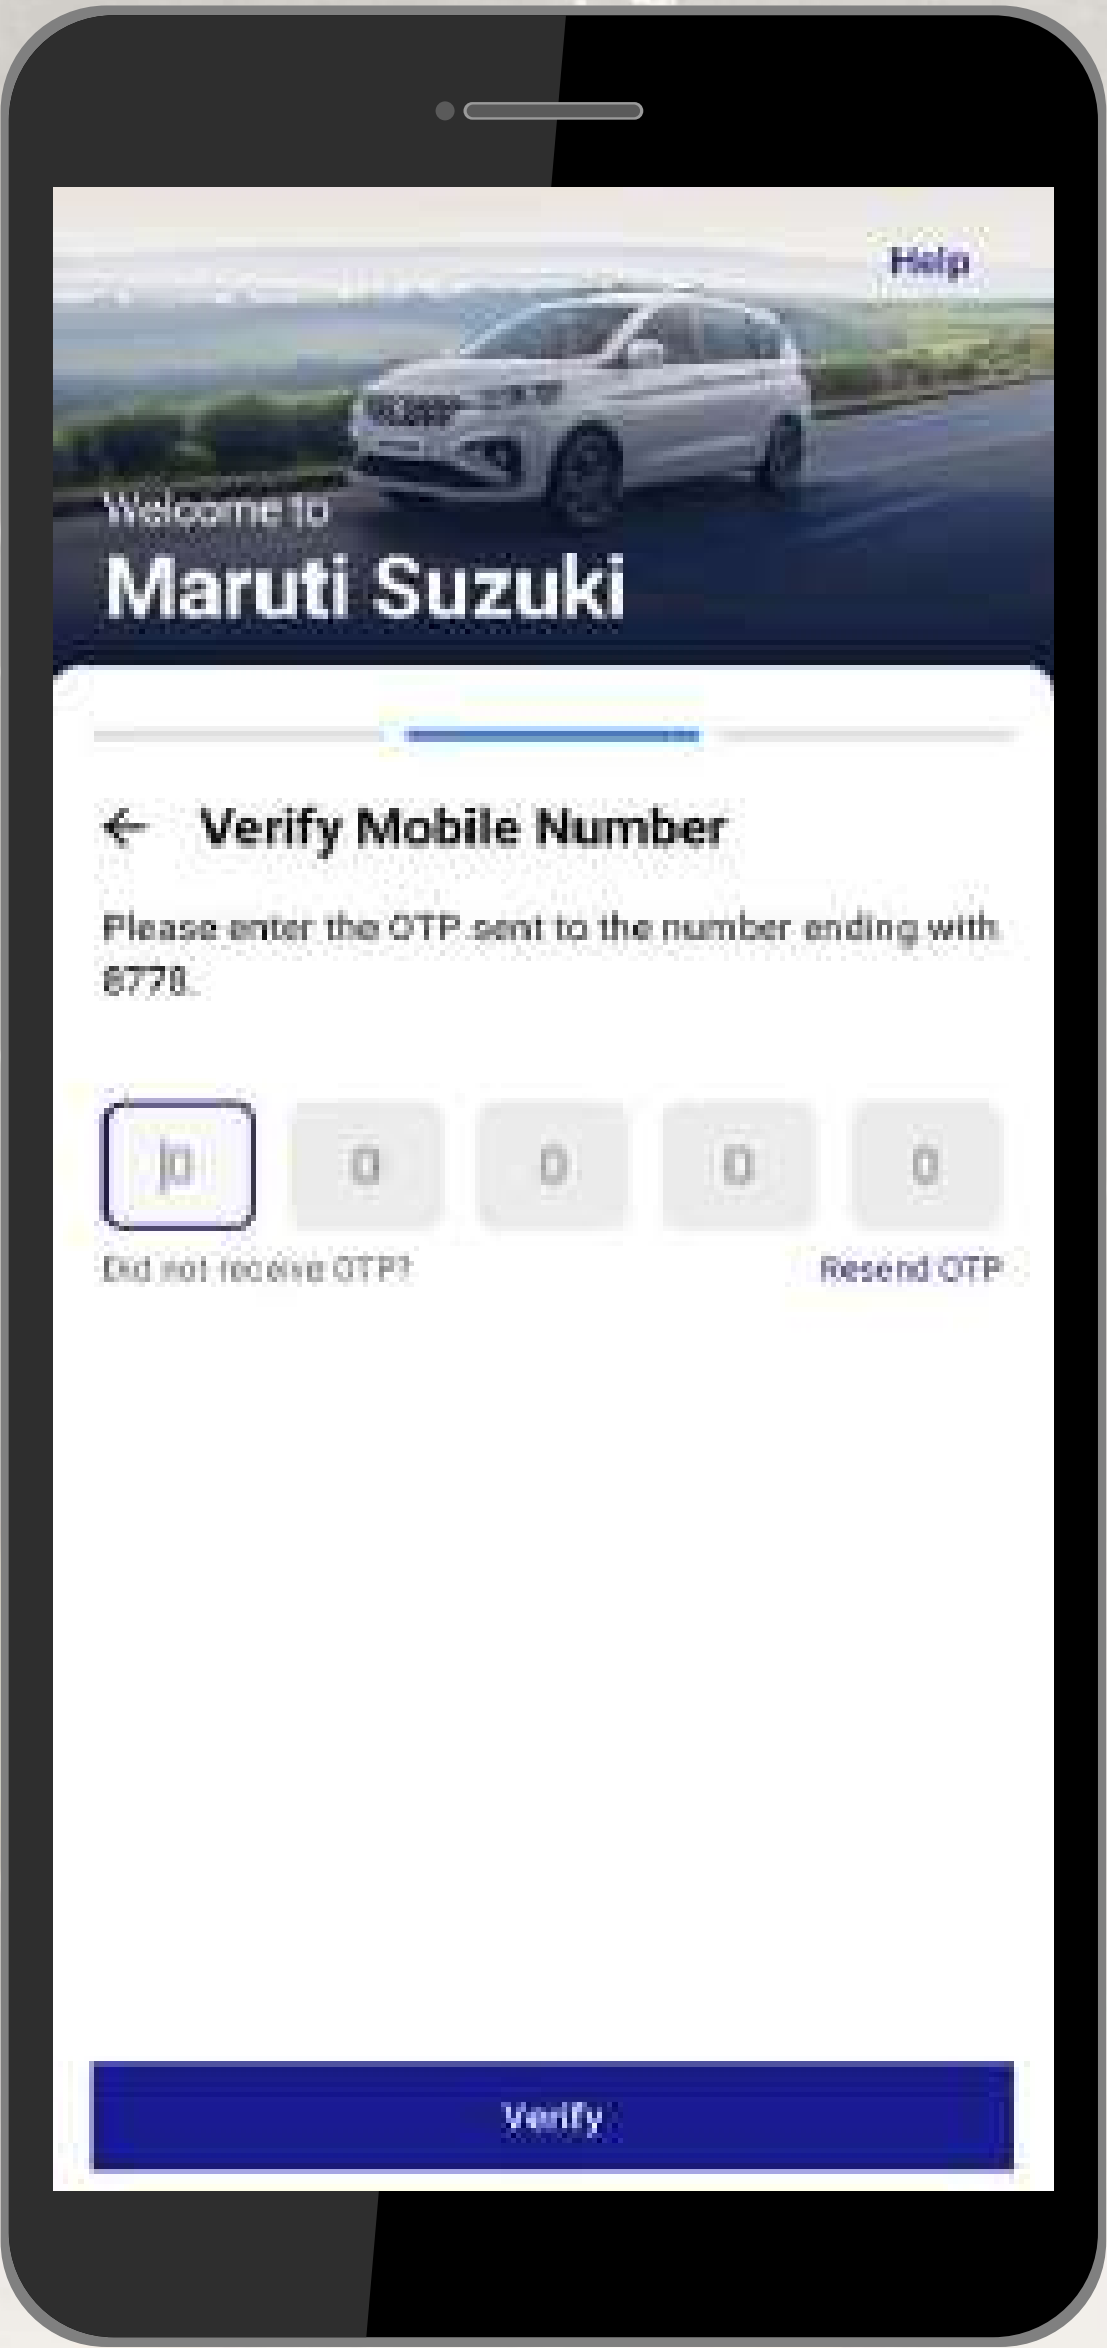 Help
Welcome to
Maruti Suzuki
Verify Mobile Number
Please enter the OTP sent to the number ending with
8778.
0 0 0 0 0
Did not receive OTP? Resend OTP
Verify